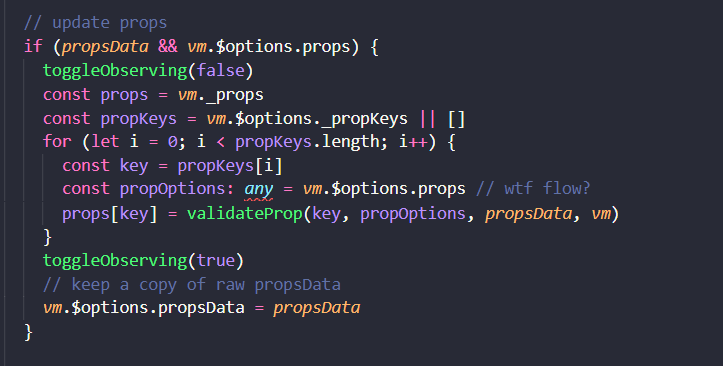 // update props
if (propsData && vm.$options.props) {
  toggleObserving(false)
  const props = vm._props
  const propKeys = vm.$options._propKeys || []
  for (let i = 0; i < propKeys.length; i++) {
    const key = propKeys[i]
    const propOptions: any = vm.$options.props // wtf flow?
    props[key] = validateProp(key, propOptions, propsData, vm)
  }
  toggleObserving(true)
  // keep a copy of raw propsData
  vm.$options.propsData = propsData
}